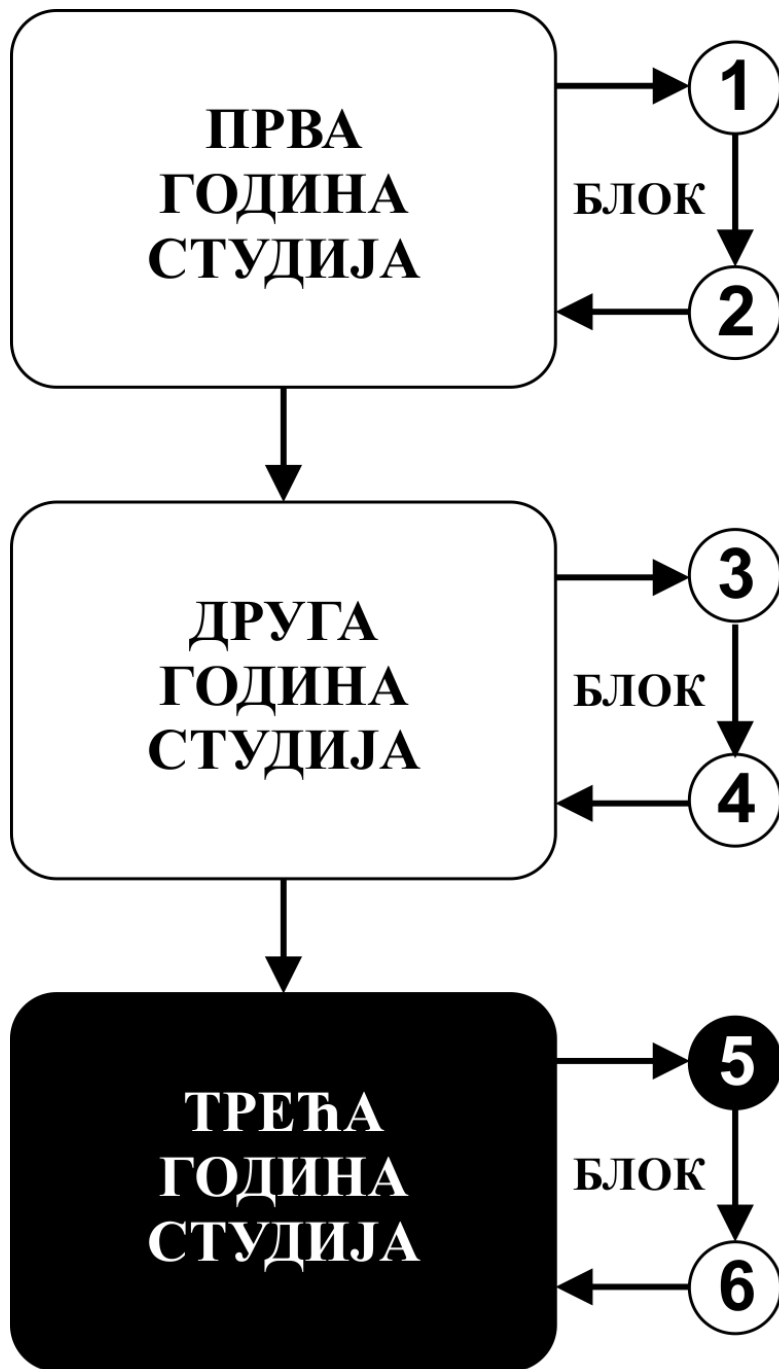 ПРВА
ГОДИНА
СТУДИЈА
1
БЛОК
2
ДРУГА
ГОДИНА
СТУДИЈА
3
БЛОК
4
ТРЕЋА
ГОДИНА
СТУДИЈА
5
БЛОК
6